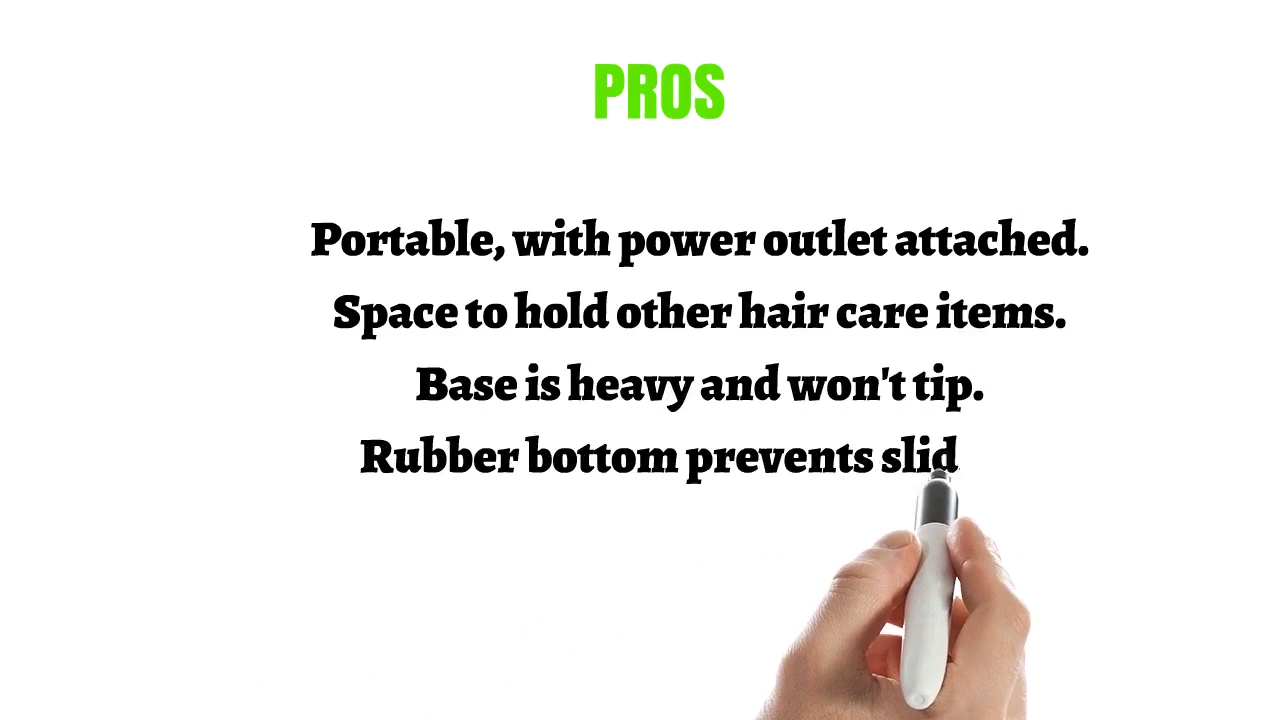 PROS
Portable, with power outlet attached.
Space to hold other hair care items.
Base is heavy and won't tip.
Rubber bottom prevents slid